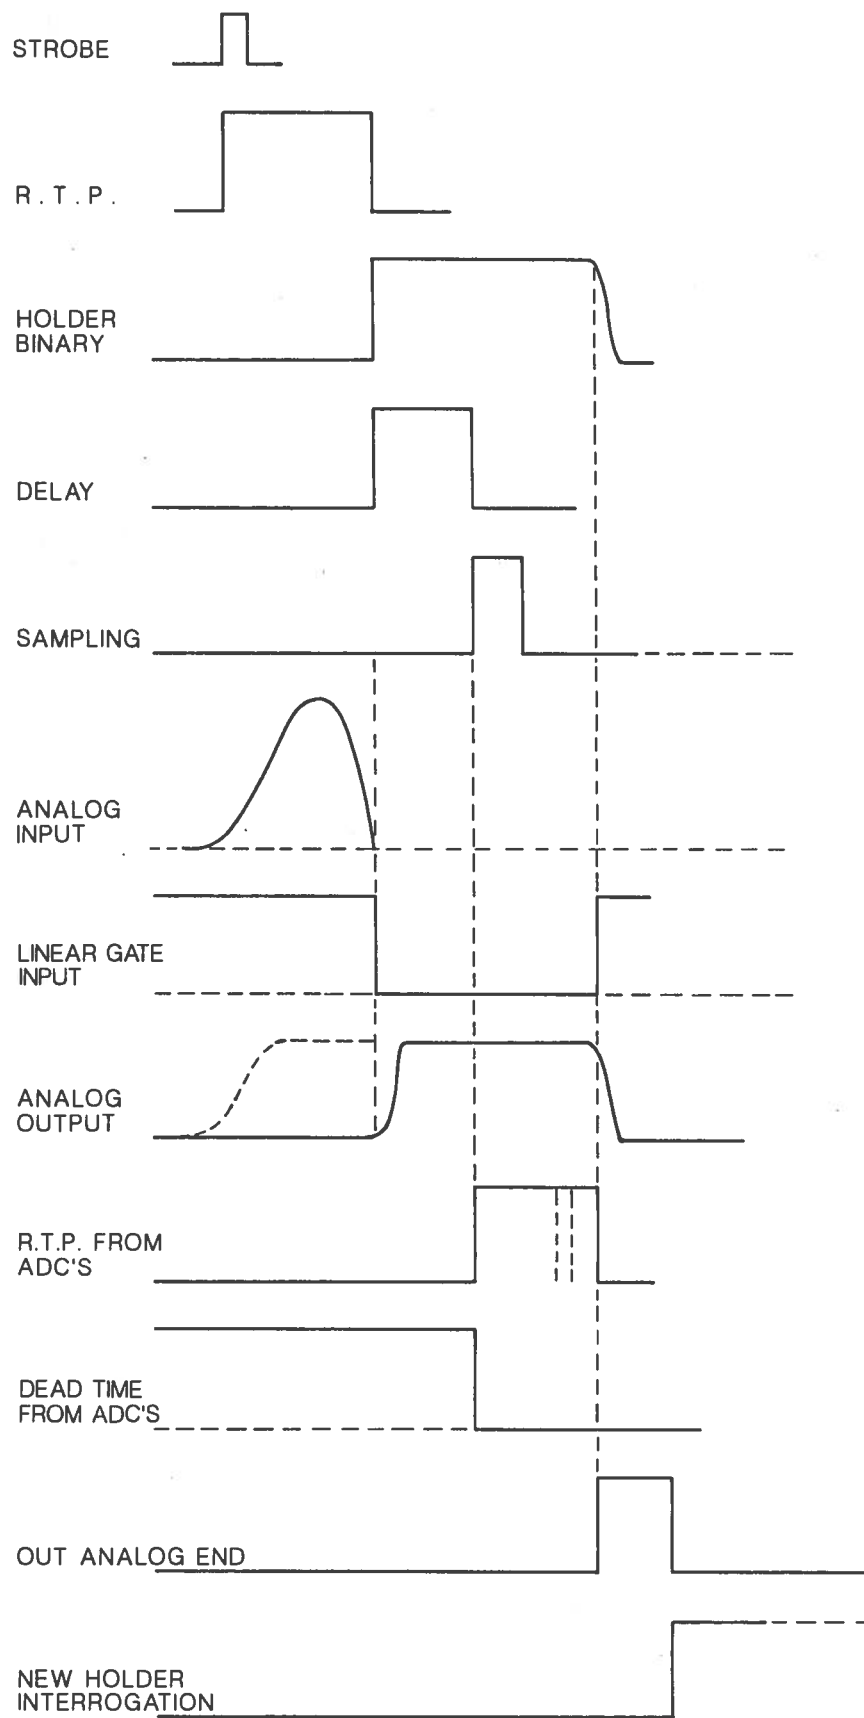 STROBE
R.T.P.
HOLDER
BINARY
DELAY
SAMPLING
ANALOG
INPUT
LINEAR GATE
INPUT
ANALOG
OUTPUT
R.T.P. FROM
ADC'S
DEAD TIME
FROM ADC'S
OUT ANALOG END
NEW HOLDER
INTERROGATION